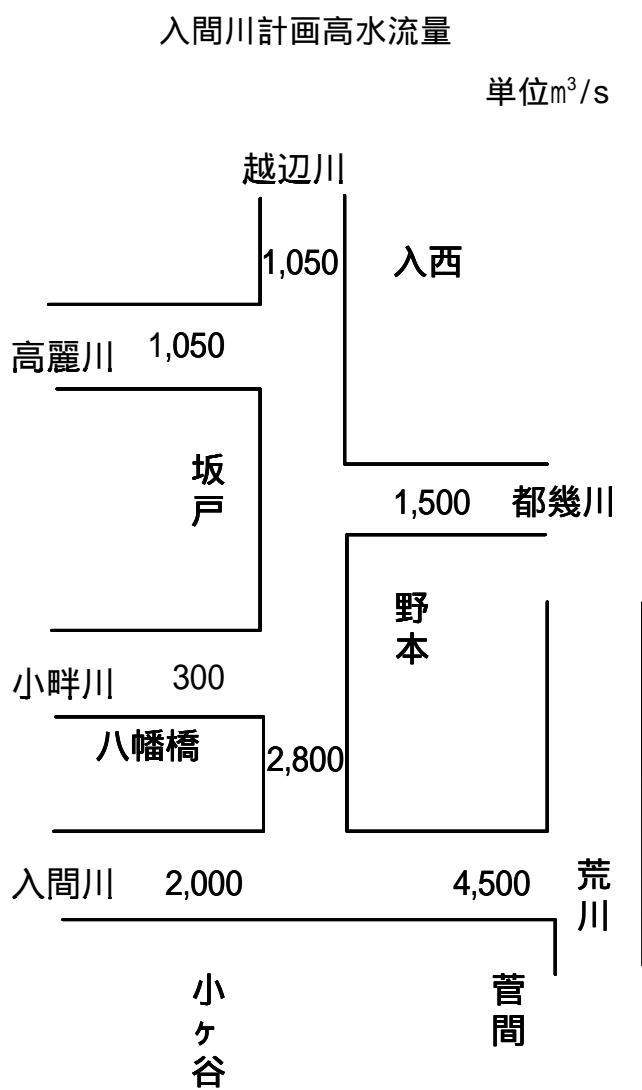 入間川計画高水流量
単位㎥/s
越辺川
1,050
入西
高麗川
1,050
坂戸
1,500
都幾川
野本
小畔川
300
八幡橋
2,800
入間川
2,000
4,500
荒川
小ヶ谷
菅間